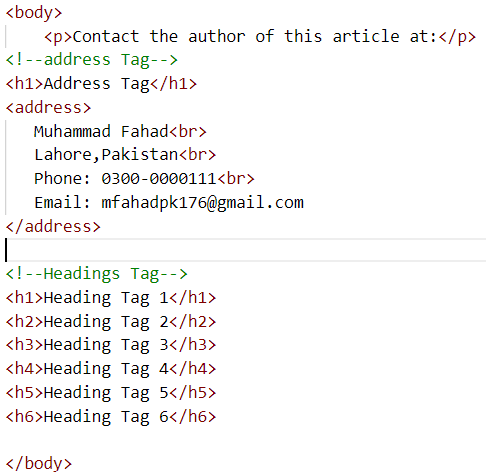 <body>
<p>Contact the author of this article at:</p>
<!--address Tag-->
<h1>Address Tag</h1>
<address>
Muhammad Fahad<br>
Lahore,Pakistan<br>
Phone: 0300-0000111<br>
Email: mfahadpk176@gmail.com
</address>
<!--Headings Tag-->
<h1>Heading Tag 1</h1>
<h2>Heading Tag 2</h2>
<h3>Heading Tag 3</h3>
<h4>Heading Tag 4</h4>
<h5>Heading Tag 5</h5>
<h6>Heading Tag 6</h6>
</body>